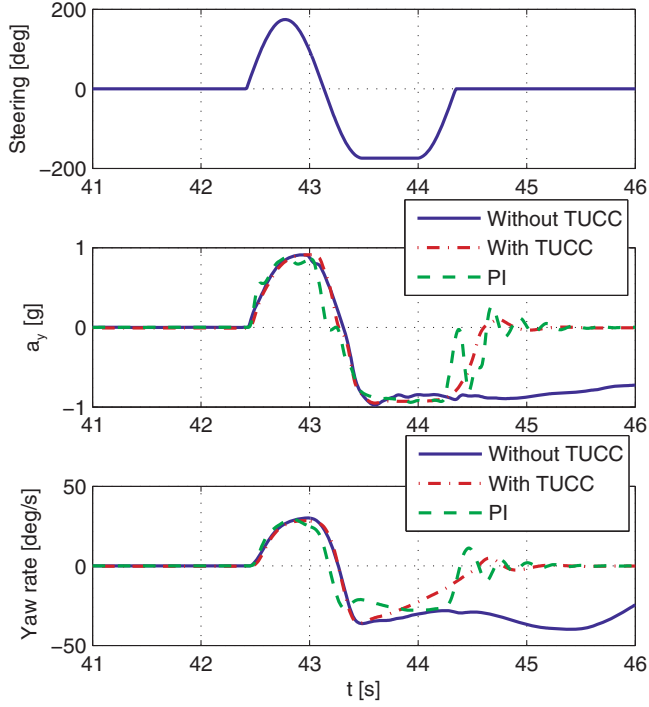 Steering [deg]
200
0
−200
41 42 43 44 45 46
Without TUCC
With TUCC
PI
a_y [g]
1
0
−1
41 42 43 44 45 46
Without TUCC
With TUCC
PI
Yaw rate [deg/s]
50
0
−50
41 42 43 44 45 46
t [s]